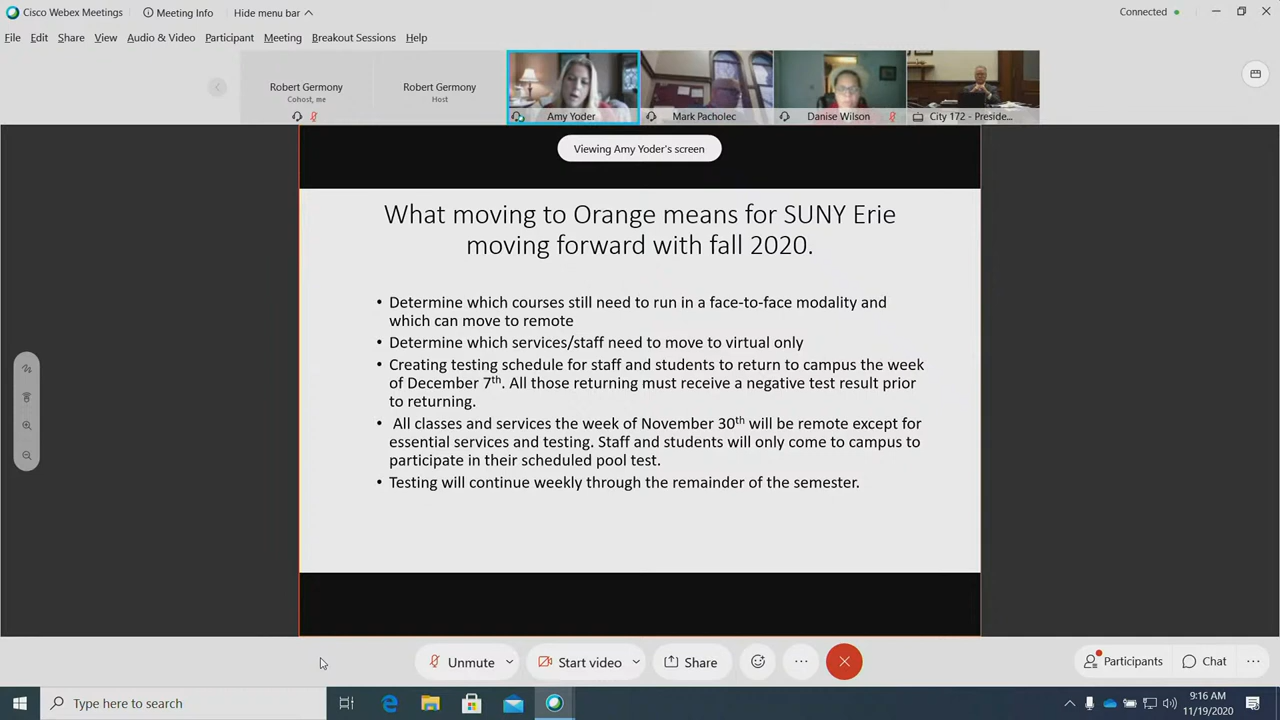 Cisco Webex Meetings
Meeting Info
Hide menu bar
Connected
File Edit Share View Audio & Video Participant Meeting Breakout Sessions Help
Robert Germony
Cohost, me
Robert Germony
Host
Amy Yoder
Mark Pacholec
Danise Wilson
City 172 - Preside...
Viewing Amy Yoder's screen
What moving to Orange means for SUNY Erie
moving forward with fall 2020.
• Determine which courses still need to run in a face-to-face modality and
which can move to remote
• Determine which services/staff need to move to virtual only
• Creating testing schedule for staff and students to return to campus the week
of December 7th. All those returning must receive a negative test result prior
to returning.
• All classes and services the week of November 30th will be remote except for
essential services and testing. Staff and students will only come to campus to
participate in their scheduled pool test.
• Testing will continue weekly through the remainder of the semester.
Unmute
Start video
Share
Participants
Chat
Type here to search
9:16 AM
11/19/2020